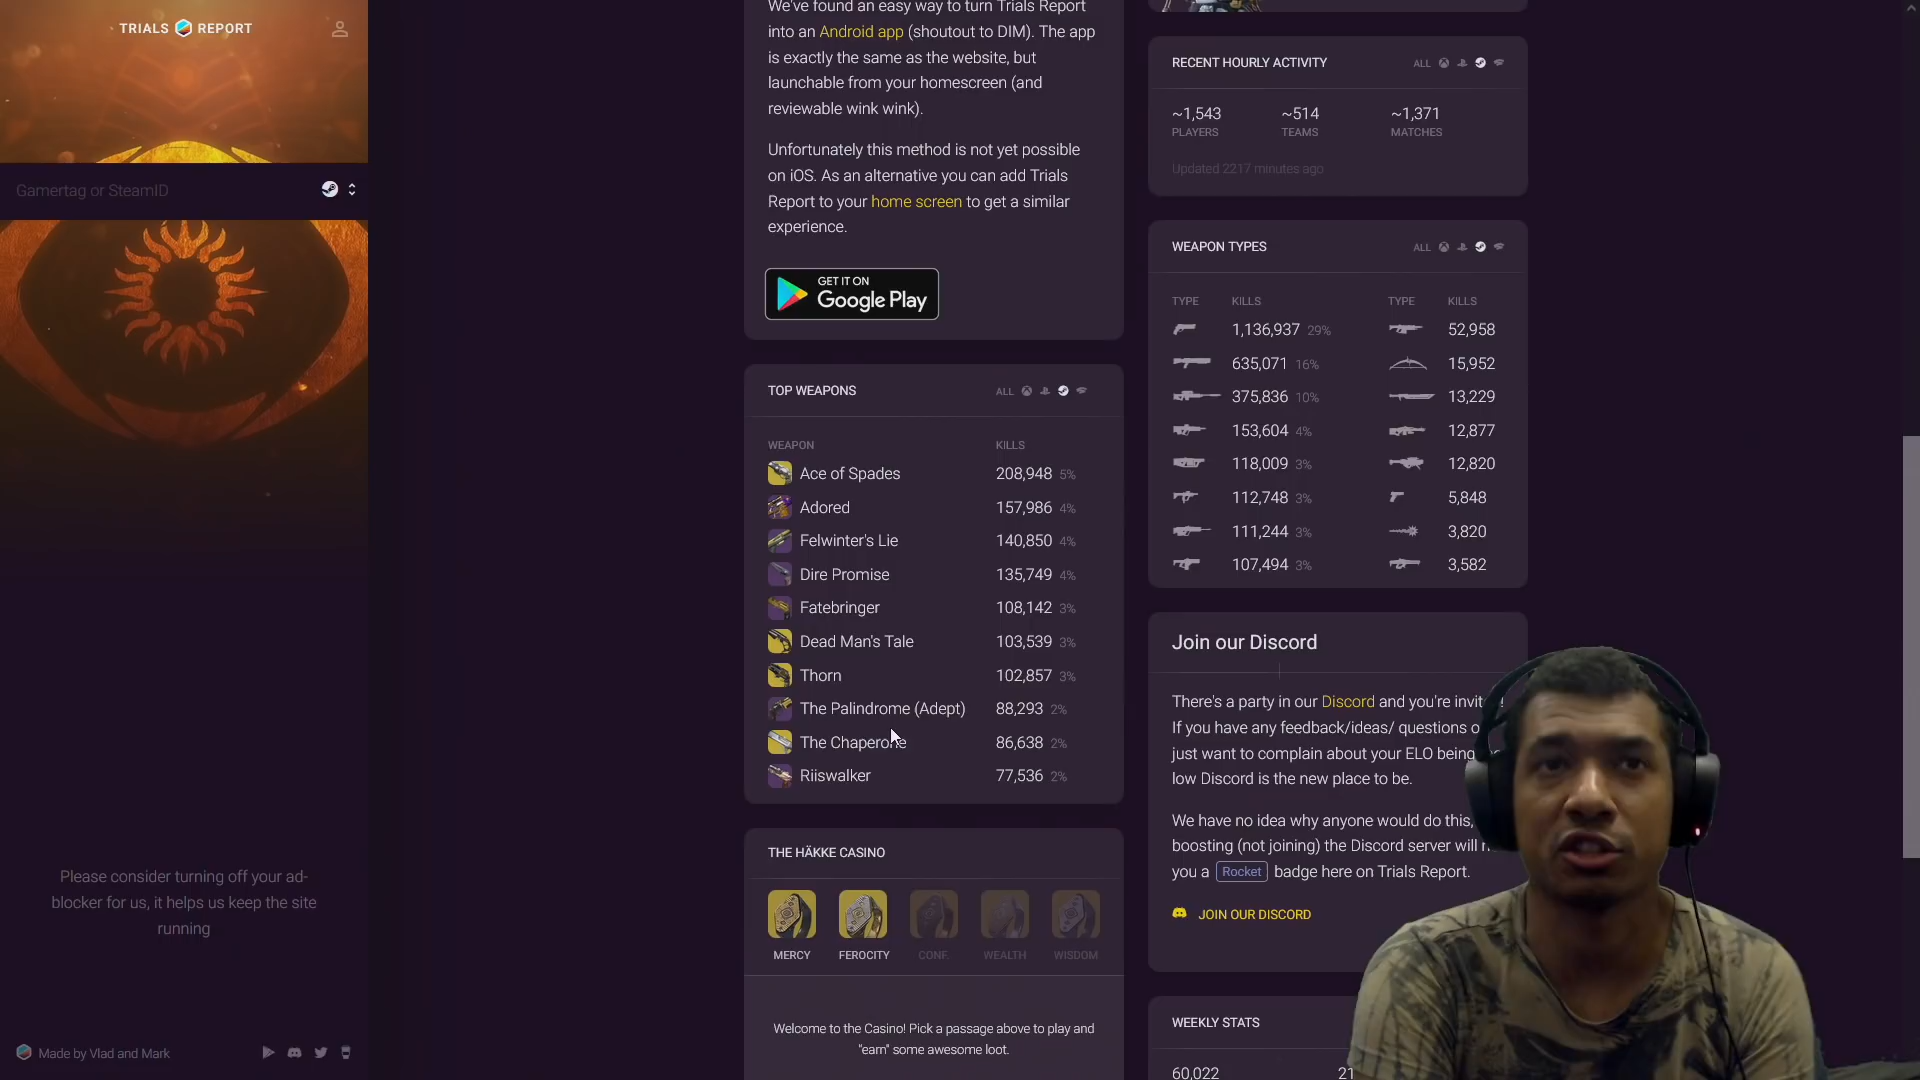 TRIALS REPORT
Gamertag or SteamID
Please consider turning off your ad-
blocker for us, it helps us keep the site
running
Made by Vlad and Mark
We've found an easy way to turn Trials Report
into an Android app (shoutout to DIM). The app
is exactly the same as the website, but
launchable from your homescreen (and
reviewable wink wink).
Unfortunately this method is not yet possible
on iOS. As an alternative you can add Trials
Report to your home screen to get a similar
experience.
GET IT ON
Google Play
TOP WEAPONS ALL
WEAPON KILLS
Ace of Spades 208,948 5%
Adored 157,986 4%
Felwinter's Lie 140,850 4%
Dire Promise 135,749 4%
Fatebringer 108,142 3%
Dead Man's Tale 103,539 3%
Thorn 102,857 3%
The Palindrome (Adept) 88,293 2%
The Chaperone 86,638 2%
Riiswalker 77,536 2%
THE HÄKKE CASINO
MERCY FEROCITY CONF. WEALTH WISDOM
Welcome to the Casino! Pick a passage above to play and
"earn" some awesome loot.
RECENT HOURLY ACTIVITY ALL
~1,543 ~514 ~1,371
PLAYERS TEAMS MATCHES
Updated 2217 minutes ago
WEAPON TYPES ALL
TYPE KILLS TYPE KILLS
1,136,937 29% 52,958
635,071 16% 15,952
375,836 10% 13,229
153,604 4% 12,877
118,009 3% 12,820
112,748 3% 5,848
111,244 3% 3,820
107,494 3% 3,582
Join our Discord
There's a party in our Discord and you're
If you have any feedback/ideas/ questions
just want to complain about your ELO being
low Discord is the new place to be.
We have no idea why anyone would do this,
boosting (not joining) the Discord server will
you a Rocket badge here on Trials Report.
JOIN OUR DISCORD
WEEKLY STATS
60,022